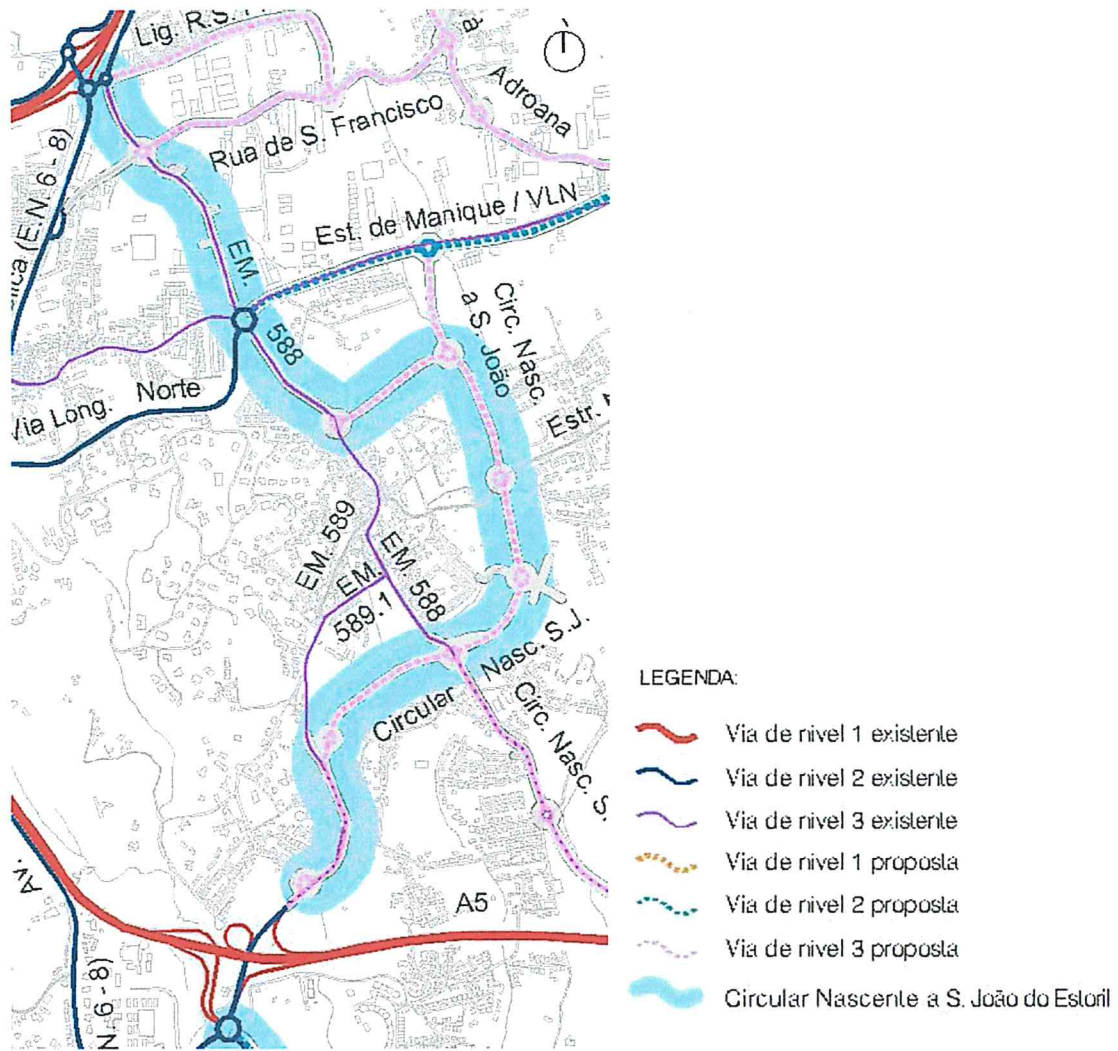 Lig. R.S.
Adroana
Rua de S. Francisco
(E.N. 6 - 8)
Est. de Manique / VLN
EM.
588
Circ. Nasc.
a S. João
Via Long. Norte
Estr.
EM. 589
EM.
589.1
EM. 588
Circular Nasc. S.J.
Circ. Nasc. S.
Av.
A5
N. 6 - 8)
LEGENDA:
Via de nivel 1 existente
Via de nivel 2 existente
Via de nivel 3 existente
Via de nivel 1 proposta
Via de nivel 2 proposta
Via de nivel 3 proposta
Circular Nascente a S. João do Estoril